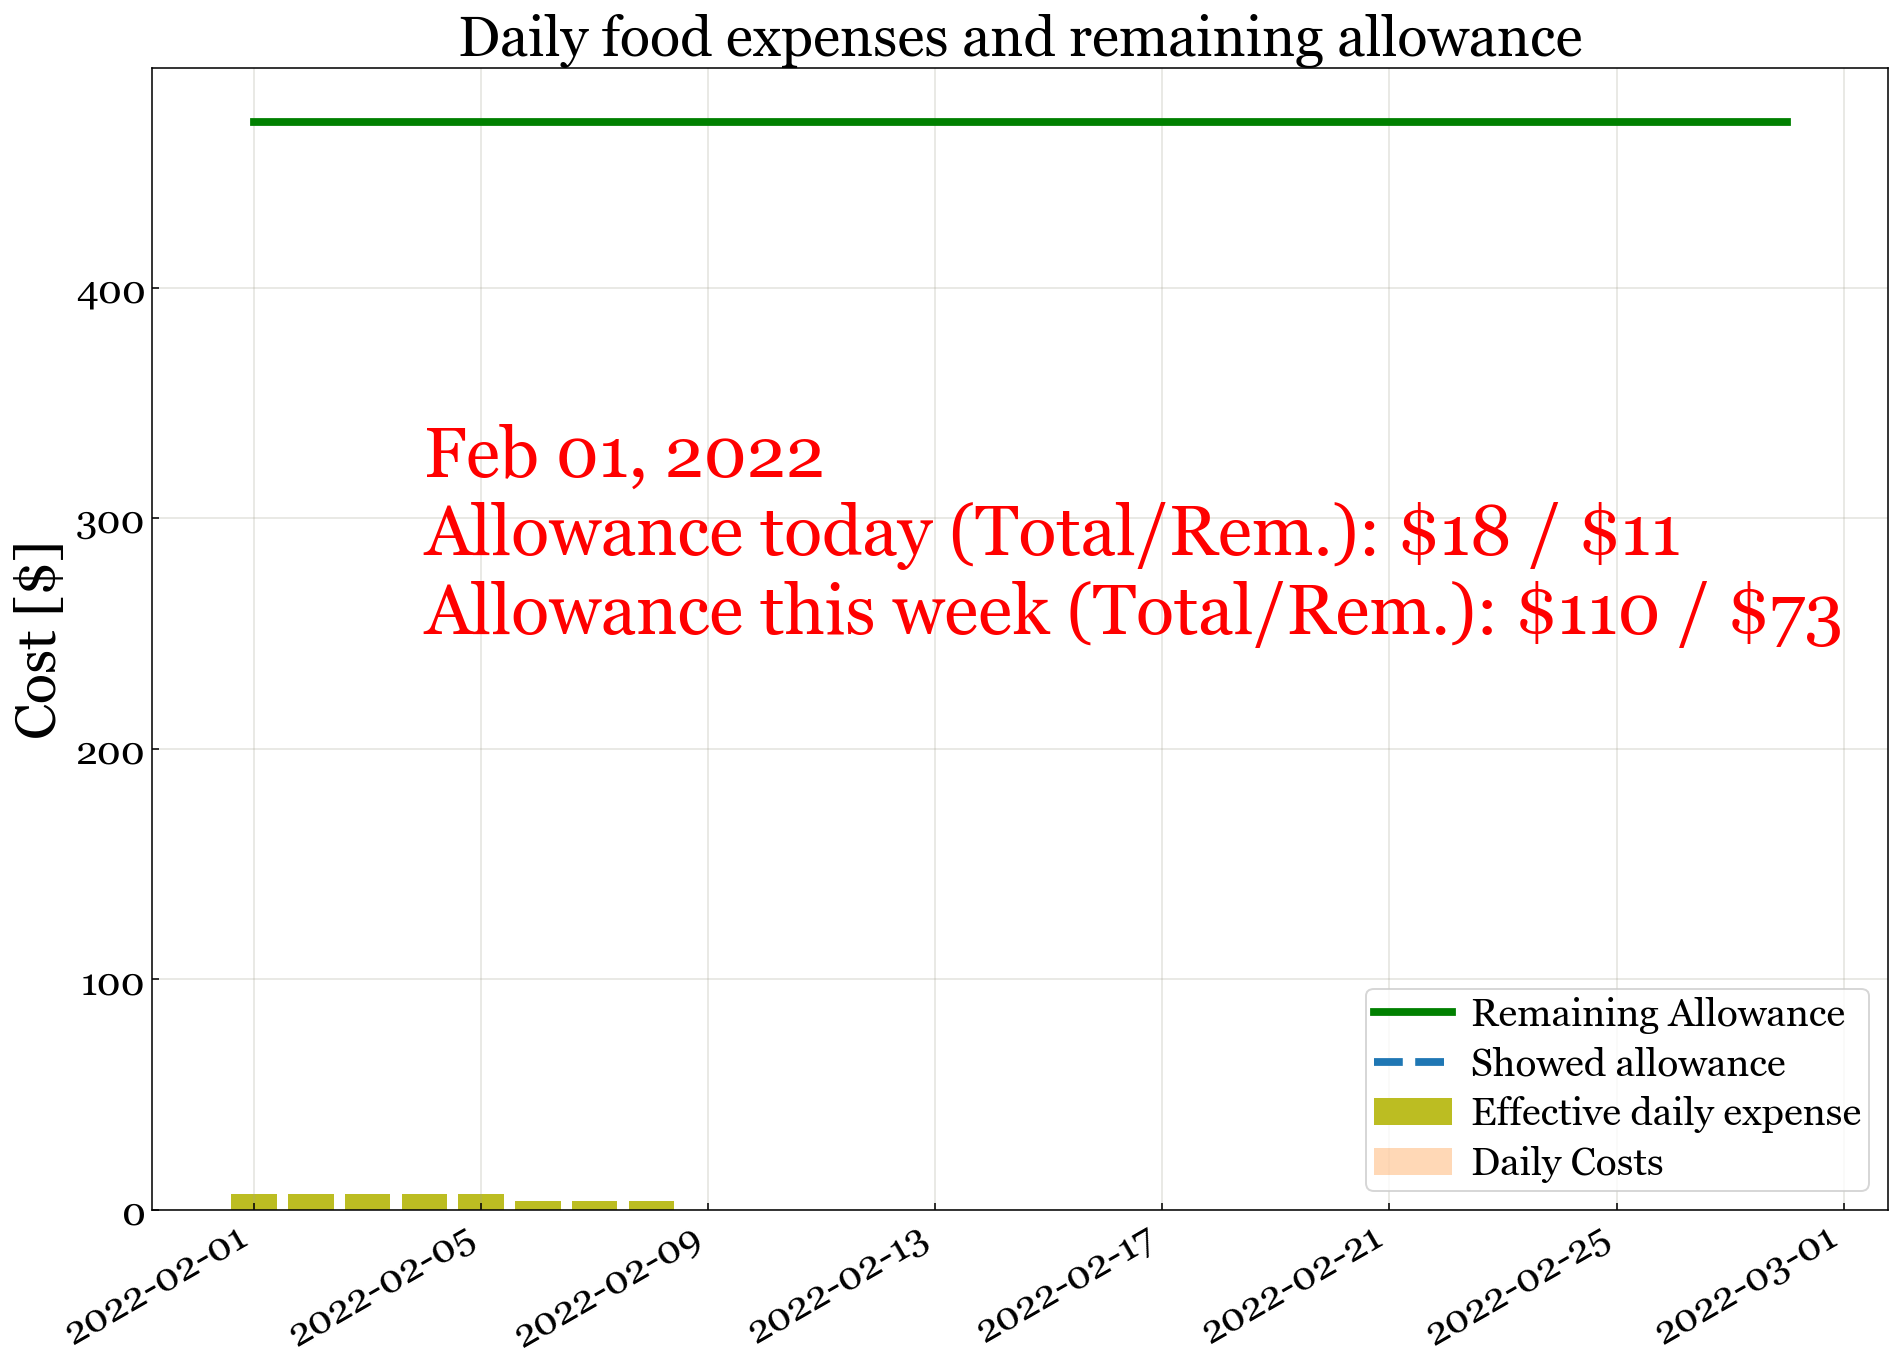 Daily food expenses and remaining allowance
Cost [$]
400
300
200
100
0
Feb 01, 2022
Allowance today (Total/Rem.): $18 / $11
Allowance this week (Total/Rem.): $110 / $73
Remaining Allowance
Showed allowance
Effective daily expense
Daily Costs
2022-02-01
2022-02-05
2022-02-09
2022-02-13
2022-02-17
2022-02-21
2022-02-25
2022-03-01